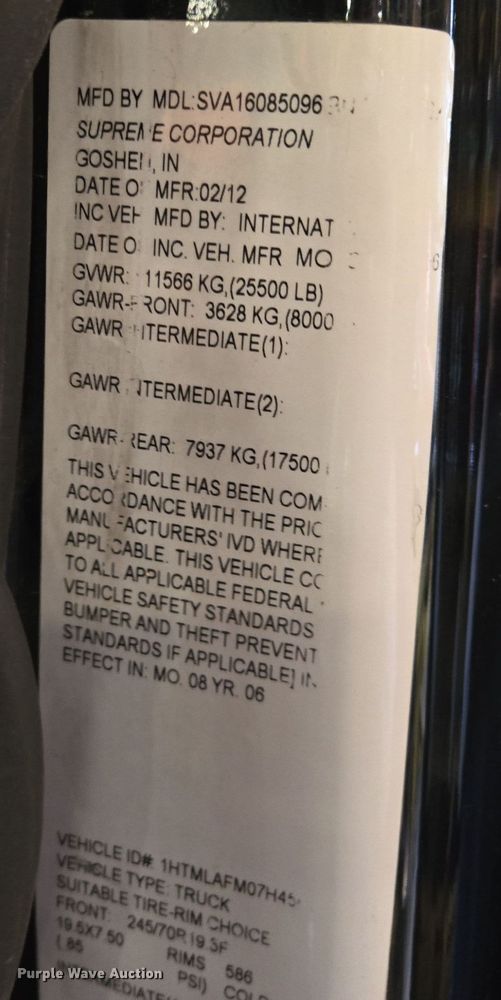 MFD BY MDL:SVA16085096
SUPREME CORPORATION
GOSHEN, IN
DATE O MFR:02/12
INC VEH MFD BY: INTERNAT
DATE O INC. VEH. MFR MO
GVWR: 11566 KG,(25500 LB)
GAWR-FRONT: 3628 KG,(8000
GAWR INTERMEDIATE(1):
GAWR INTERMEDIATE(2):
GAWR-REAR: 7937 KG,(17500
THIS VEHICLE HAS BEEN COM
ACCORDANCE WITH THE PRIC
MANUFACTURERS' IVD WHERE
APPLICABLE. THIS VEHICLE CO
TO ALL APPLICABLE FEDERAL
VEHICLE SAFETY STANDARDS
BUMPER AND THEFT PREVENT
STANDARDS IF APPLICABLE] IN
EFFECT IN: MO. 08 YR. 06
VEHICLE ID# 1HTMLAFM07H45
VEHICLE TYPE: TRUCK
SUITABLE TIRE-RIM CHOICE
FRONT: 245/70R19.5F
19.5X7.50 RIMS 586
( 85 PSI) COLD
Purple Wave Auction